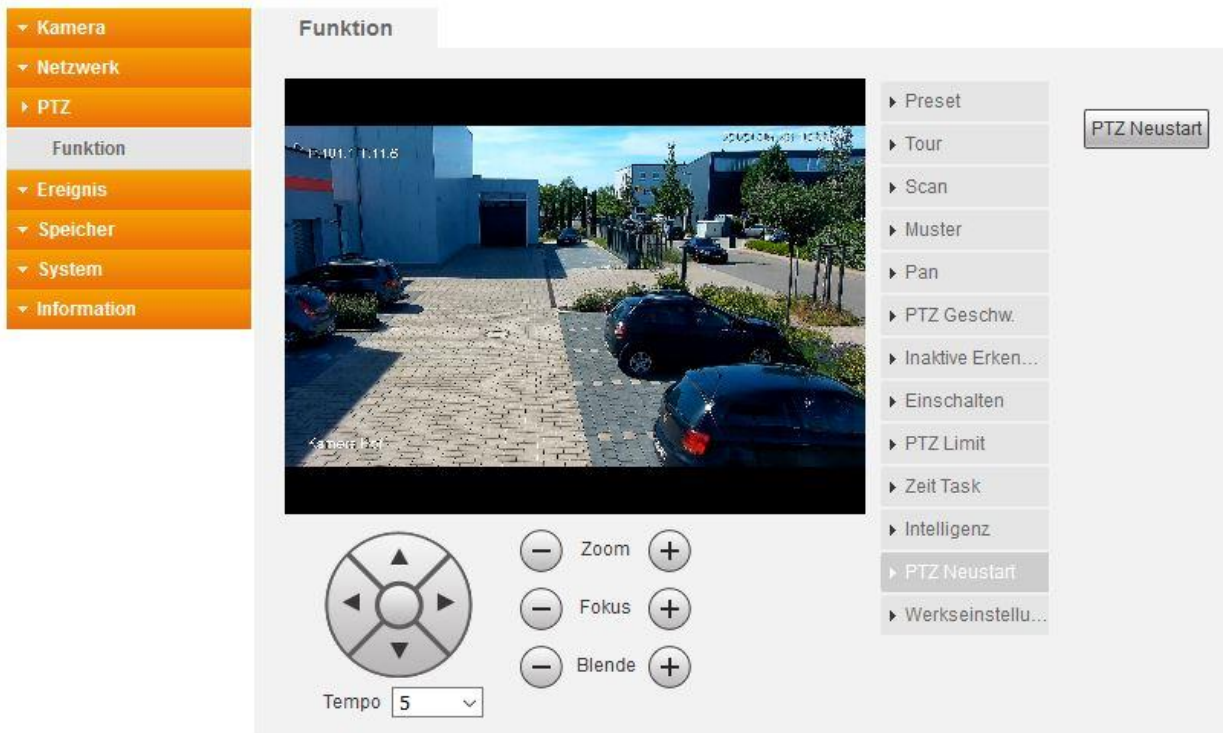 Kamera
Netzwerk
PTZ
Funktion
Ereignis
Speicher
System
Information
Funktion
Preset
Tour
Scan
Muster
Pan
PTZ Geschw.
Inaktive Erken...
Einschalten
PTZ Limit
Zeit Task
Intelligenz
PTZ Neustart
Werkseinstellu...
PTZ Neustart
Zoom
Fokus
Blende
Tempo 5